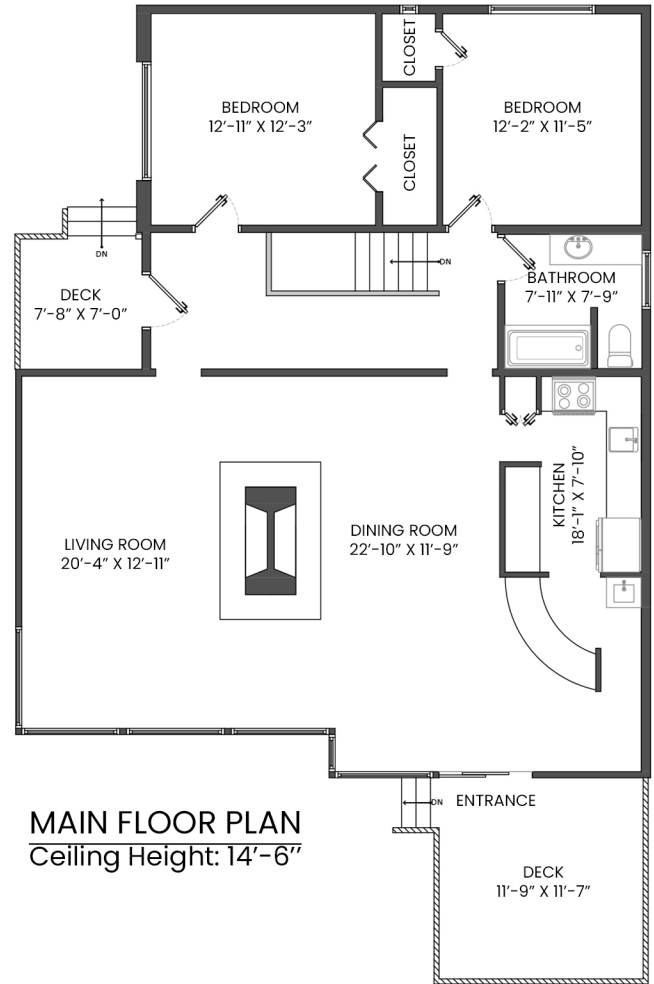 CLOSET
BEDROOM
12’-11” X 12’-3”
BEDROOM
12’-2” X 11’-5”
CLOSET
DN
DN
DECK
7’-8” X 7’-0”
BATHROOM
7’-11” X 7’-9”
KITCHEN
18’-1” X 7’-10”
LIVING ROOM
20’-4” X 12’-11”
DINING ROOM
22’-10” X 11’-9”
DN
ENTRANCE
MAIN FLOOR PLAN
Ceiling Height: 14’-6’’
DECK
11’-9” X 11’-7”